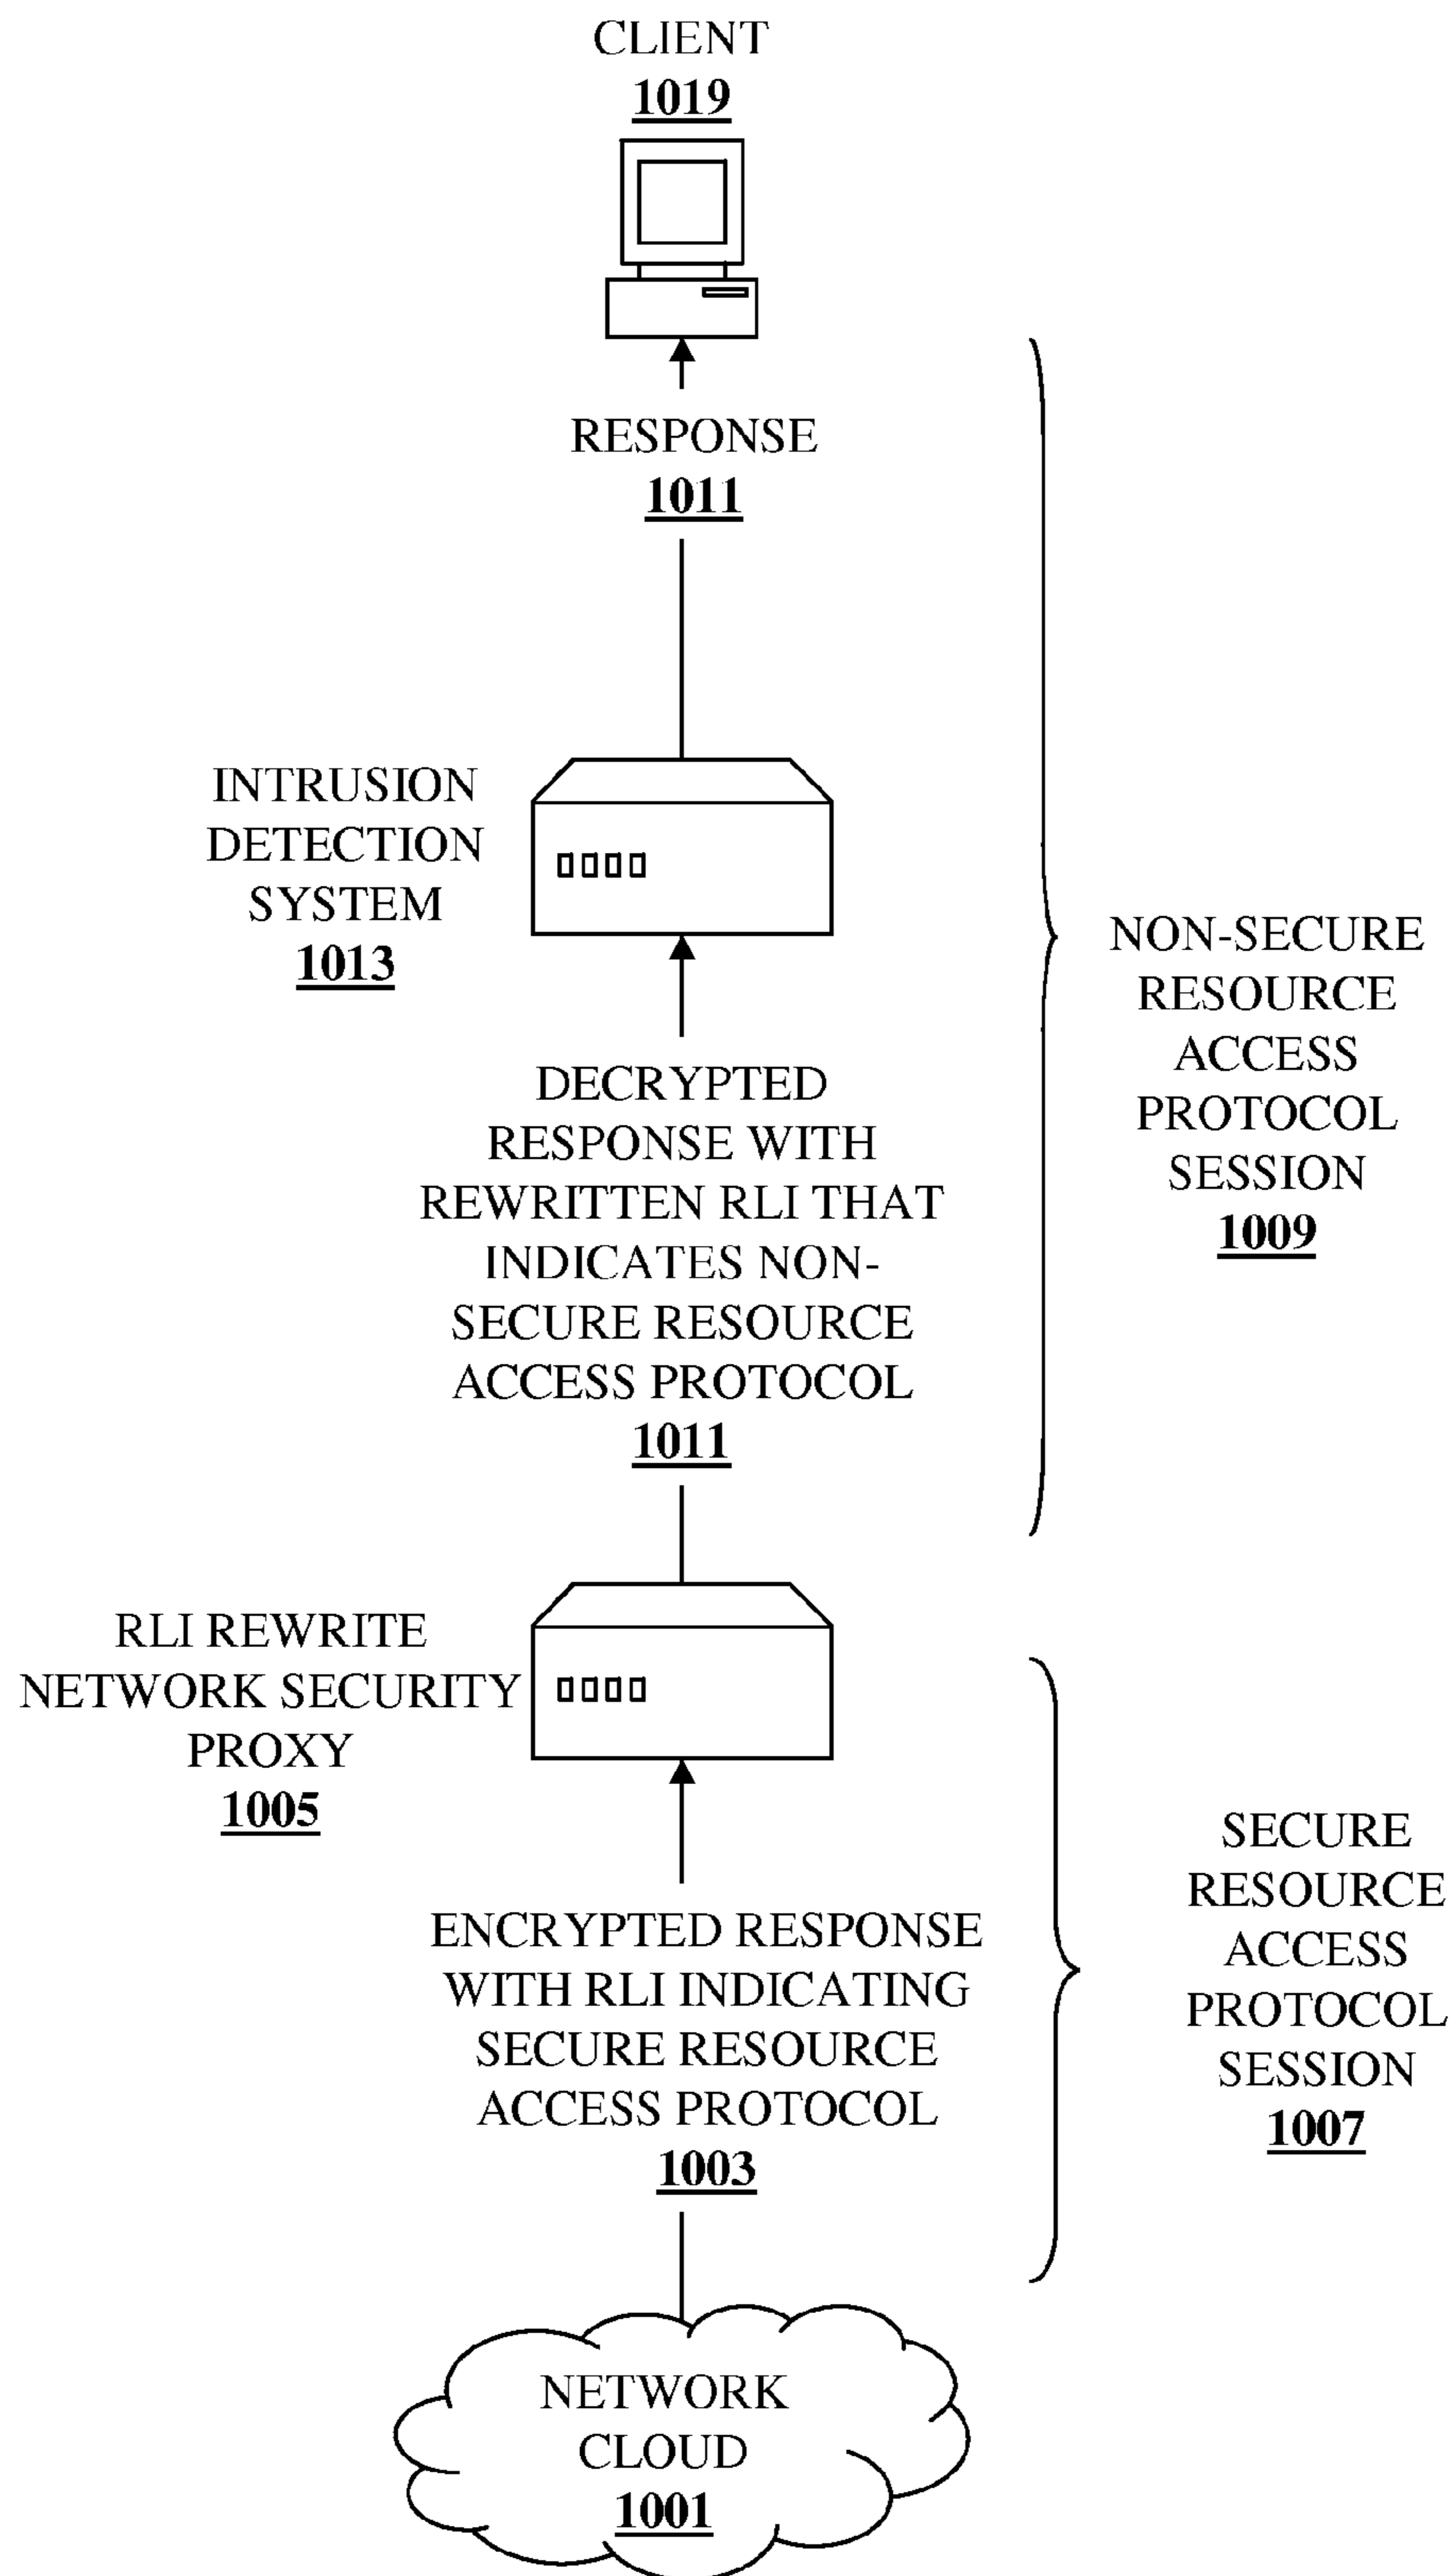 CLIENT
1019
RESPONSE
1011
INTRUSION
DETECTION
SYSTEM
1013
DECRYPTED
RESPONSE WITH
REWRITTEN RLI THAT
INDICATES NON-
SECURE RESOURCE
ACCESS PROTOCOL
1011
NON-SECURE
RESOURCE
ACCESS
PROTOCOL
SESSION
1009
RLI REWRITE
NETWORK SECURITY
PROXY
1005
ENCRYPTED RESPONSE
WITH RLI INDICATING
SECURE RESOURCE
ACCESS PROTOCOL
1003
SECURE
RESOURCE
ACCESS
PROTOCOL
SESSION
1007
NETWORK
CLOUD
1001